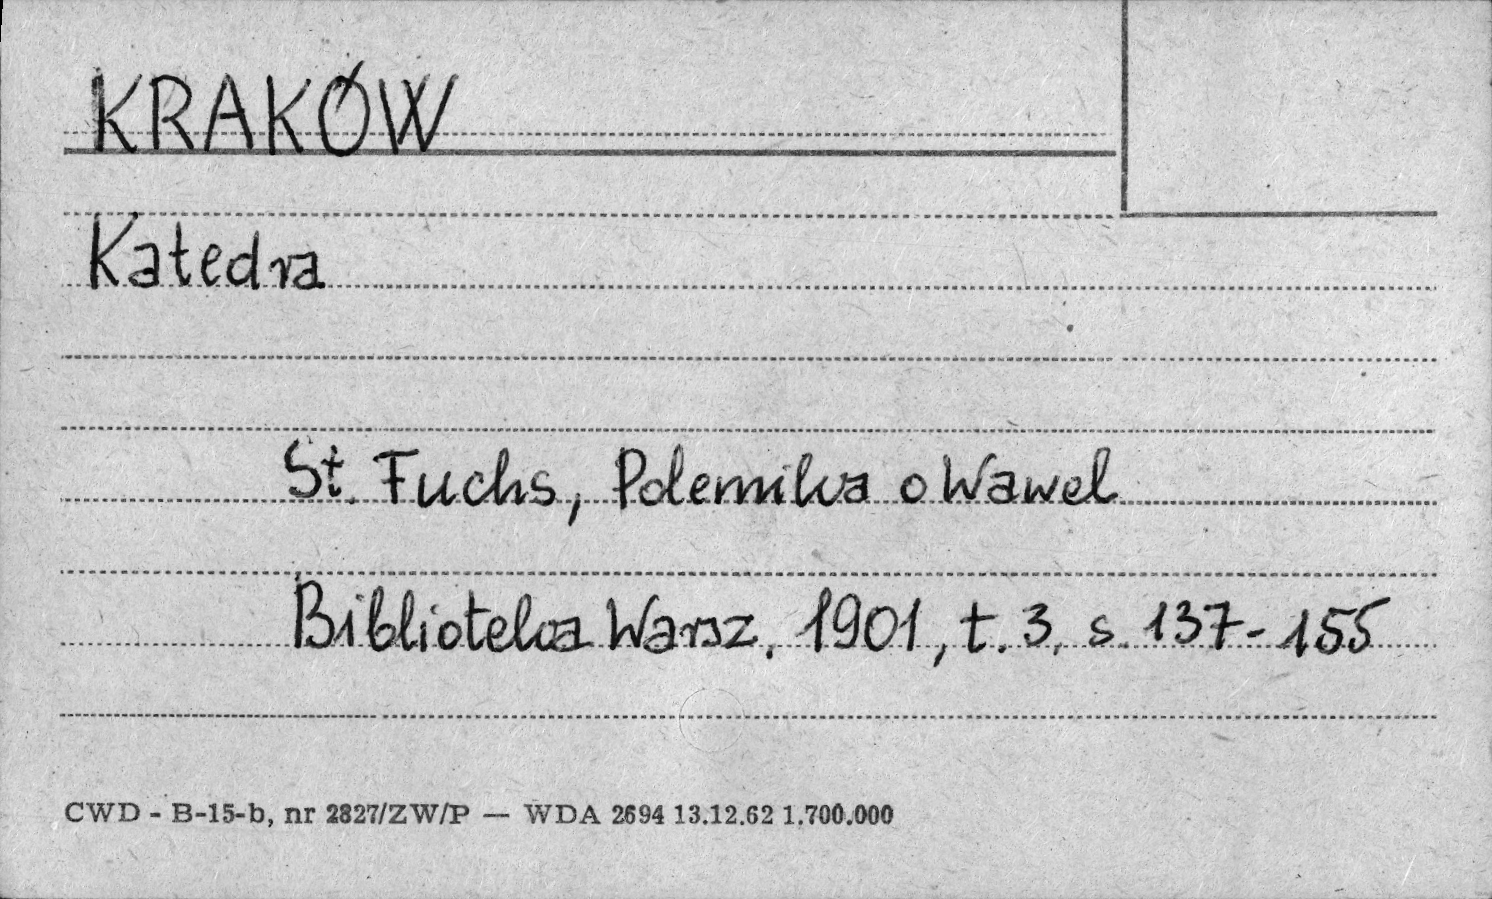 KRAKÓW
Katedra
St. Fuchs, Polemika o Wawel
Biblioteka Warsz. 1901, t. 3, s. 137-155
CWD - B-15-b, nr 2827/ZW/P — WDA 2694 13.12.62 1.700.000